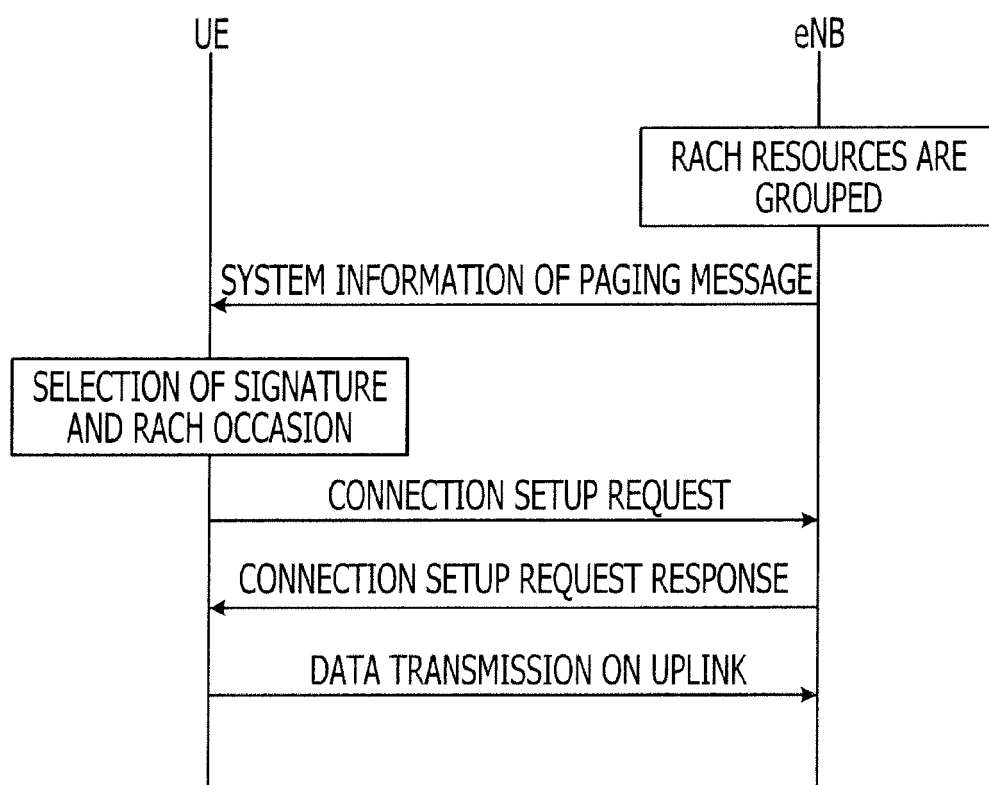 UE
eNB
RACH RESOURCES ARE
GROUPED
SYSTEM INFORMATION OF PAGING MESSAGE
SELECTION OF SIGNATURE
AND RACH OCCASION
CONNECTION SETUP REQUEST
CONNECTION SETUP REQUEST RESPONSE
DATA TRANSMISSION ON UPLINK